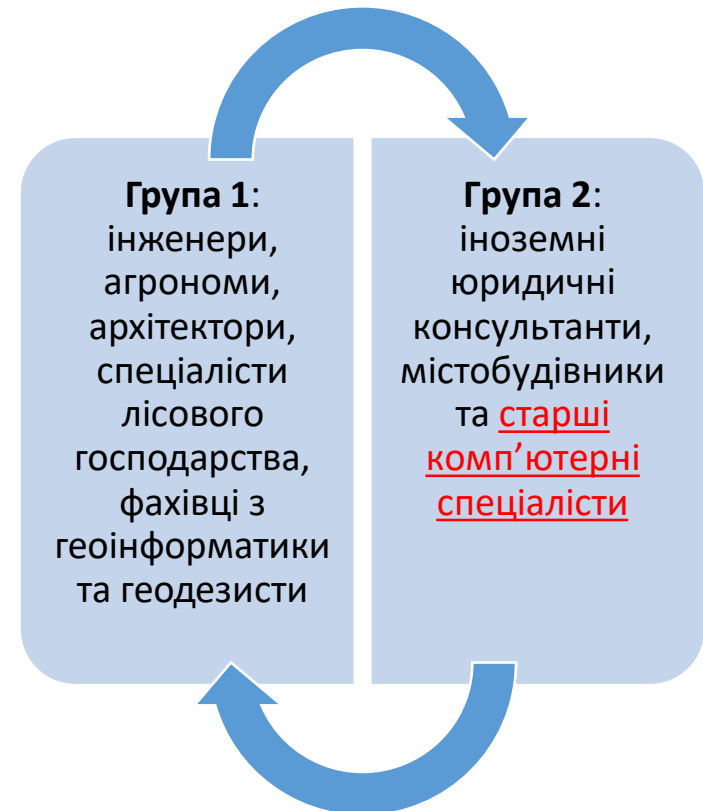 Група 1:
інженери,
агрономи,
архітектори,
спеціалісти
лісового
господарства,
фахівці з
геоінформатики
та геодезисти
Група 2:
іноземні
юридичні
консультанти,
містобудівники
та старші
комп’ютерні
спеціалісти